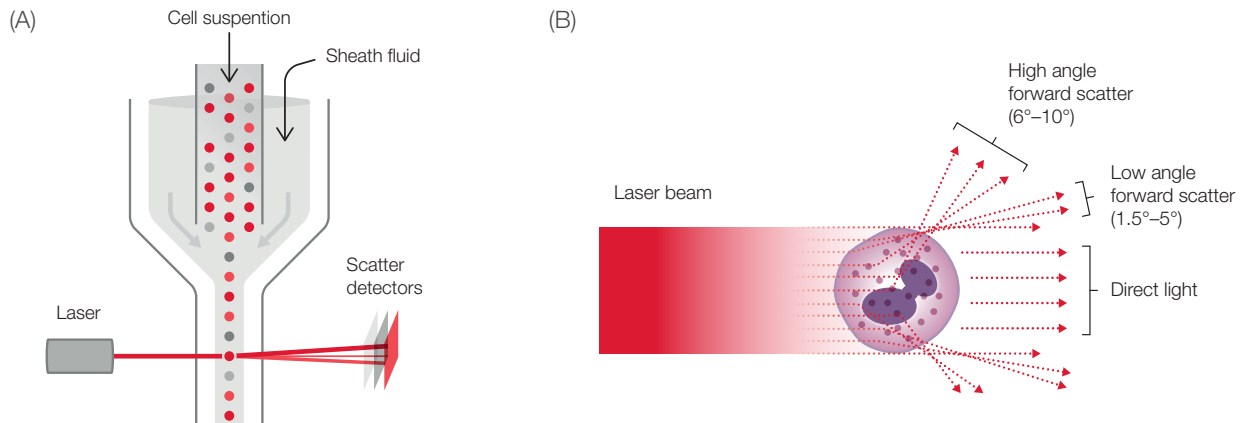 (A)
Cell suspention
Sheath fluid
Laser
Scatter
detectors
(B)
Laser beam
High angle
forward scatter
(6°–10°)
Low angle
forward scatter
(1.5°–5°)
Direct light